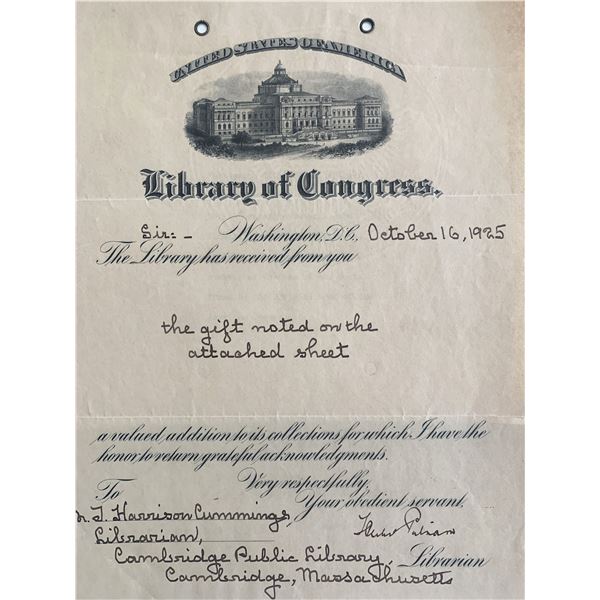 UNITED STATES OF AMERICA
Library of Congress.
Sir:- Washington, D.C. October 16, 1925
The Library has received from you
the gift noted on the
attached sheet
a valued addition to its collections for which I have the
honor to return grateful acknowledgments.
Very respectfully,
To Your obedient servant,
T. Harrison Cummings,
Librarian,
Cambridge Public Library, Librarian
Cambridge, Massachusetts